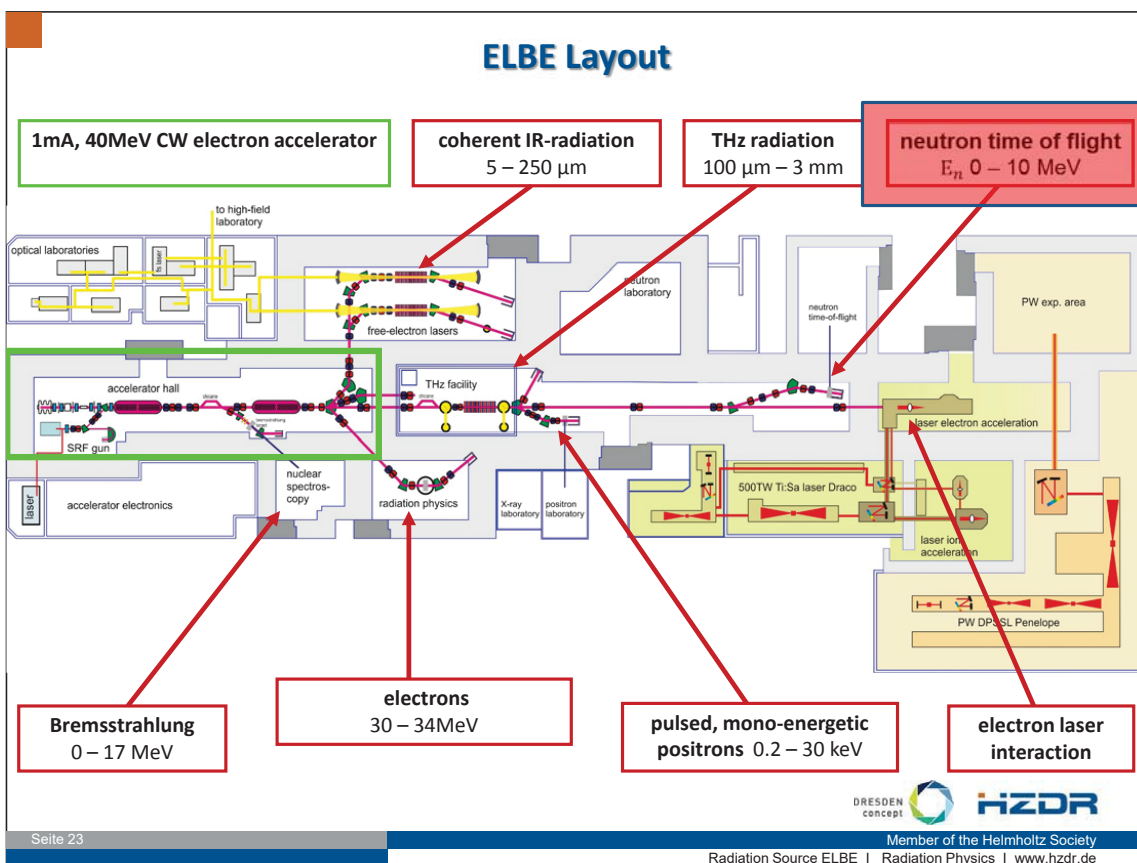 ELBE Layout
1mA, 40MeV CW electron accelerator
coherent IR-radiation
5 – 250 µm
THz radiation
100 µm – 3 mm
neutron time of flight
Eₙ 0 – 10 MeV
to high-field
laboratory
optical laboratories
fs laser
free-electron lasers
neutron
laboratory
neutron
time-of-flight
PW exp. area
accelerator hall
chicane
SRF gun
laser
accelerator electronics
nuclear
spectros-
copy
THz facility
chicane
radiation physics
X-ray
laboratory
positron
laboratory
500TW Ti:Sa laser Draco
laser electron acceleration
laser ion
acceleration
PW DPSSL Penelope
Bremsstrahlung
0 – 17 MeV
electrons
30 – 34MeV
pulsed, mono-energetic
positrons 0.2 – 30 keV
electron laser
interaction
DRESDEN
concept
HZDR
Seite 23
Member of the Helmholtz Society
Radiation Source ELBE I Radiation Physics I www.hzdr.de